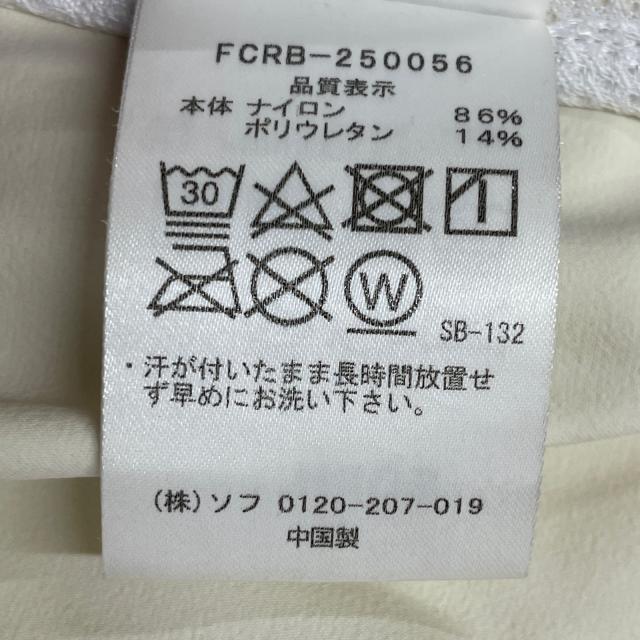 FCRB-250056
品質表示
本体 ナイロン 86%
ポリウレタン 14%
30
W
SB-132
・汗が付いたまま長時間放置せ
ず早めにお洗い下さい。
(株)ソフ 0120-207-019
中国製